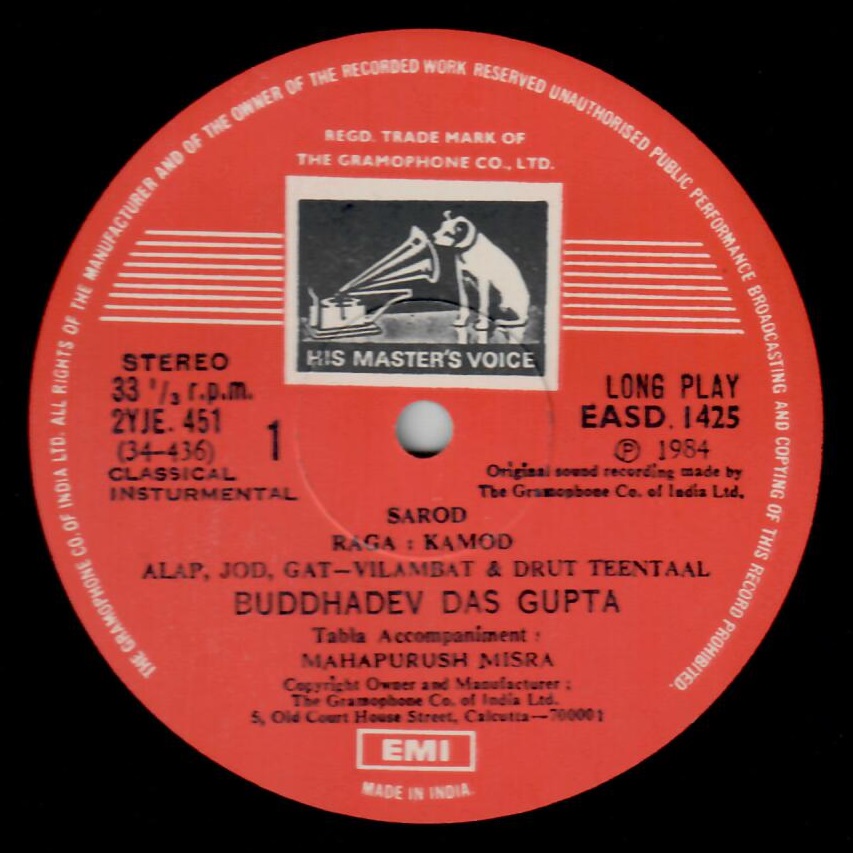 THE GRAMOPHONE CO. OF INDIA LTD. ALL RIGHTS OF THE MANUFACTURER AND OF THE OWNER OF THE RECORDED WORK RESERVED UNAUTHORISED PUBLIC PERFORMANCE BROADCASTING AND COPYING OF THIS RECORD PROHIBITED.
REGD. TRADE MARK OF
THE GRAMOPHONE CO., LTD.
HIS MASTER'S VOICE
STEREO
33 1/3 r.p.m.
2YJE. 451
(34-436)
1
CLASSICAL
INSTURMENTAL
LONG PLAY
EASD. 1425
Ⓟ 1984
Original sound recording made by
The Gramophone Co. of India Ltd.
SAROD
RAGA : KAMOD
ALAP, JOD, GAT—VILAMBAT & DRUT TEENTAAL
BUDDHADEV DAS GUPTA
Tabla Accompaniment :
MAHAPURUSH MISRA
Copyright Owner and Manufacturer :
The Gramophone Co. of India Ltd.
5, Old Court House Street, Calcutta—700001
EMI
MADE IN INDIA.